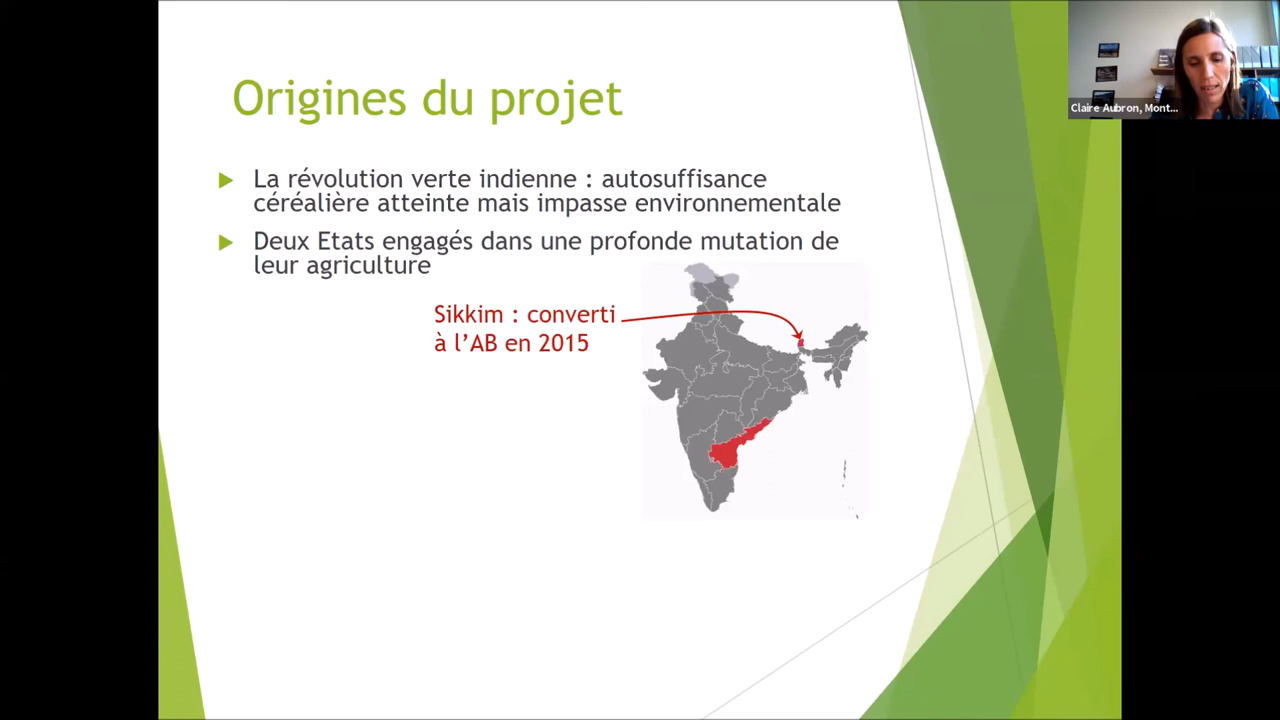 Origines du projet
La révolution verte indienne : autosuffisance
céréalière atteinte mais impasse environnementale
Deux Etats engagés dans une profonde mutation de
leur agriculture
Sikkim : converti
à l'AB en 2015
Claire Aubron, Mont...